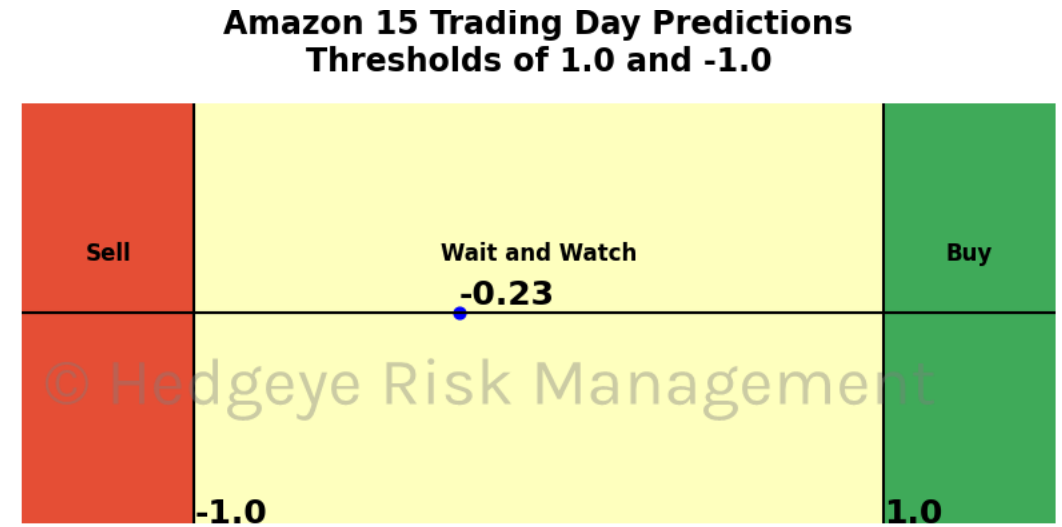 Amazon 15 Trading Day Predictions
Thresholds of 1.0 and -1.0
Sell
Wait and Watch
Buy
-0.23
© Hedgeye Risk Management
-1.0
1.0